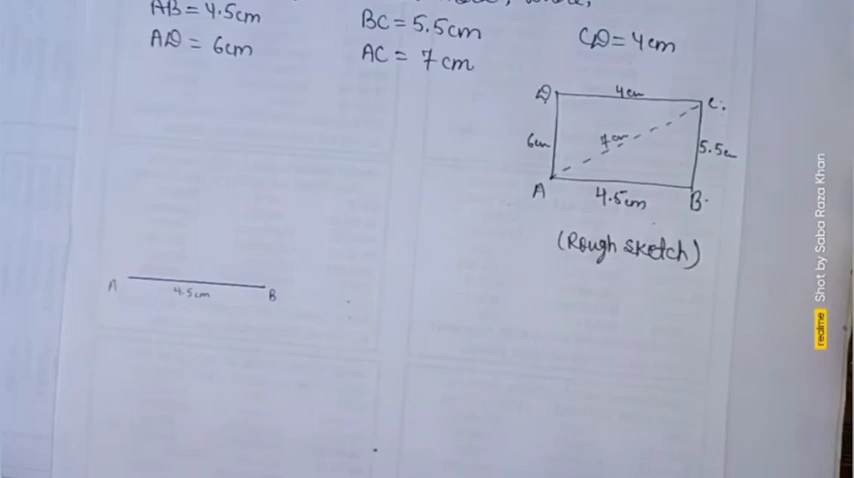 AB = 4.5cm
BC = 5.5cm
CD = 4cm
AD = 6cm
AC = 7cm
D 4cm C.
6cm 7cm 5.5c
A 4.5cm B.
(Rough sketch)
A 4.5cm B
realme Shot by Saba Raza Khan